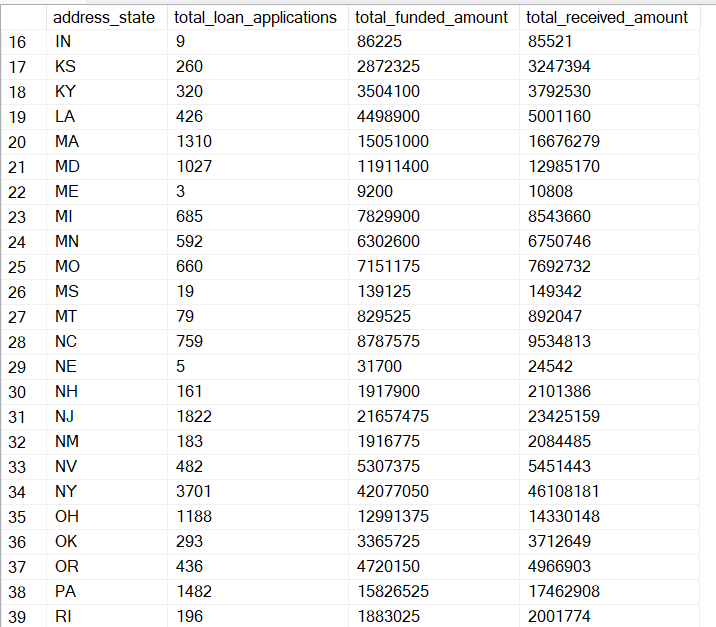 address_state total_loan_applications total_funded_amount total_received_amount
16 IN 9 86225 85521
17 KS 260 2872325 3247394
18 KY 320 3504100 3792530
19 LA 426 4498900 5001160
20 MA 1310 15051000 16676279
21 MD 1027 11911400 12985170
22 ME 3 9200 10808
23 MI 685 7829900 8543660
24 MN 592 6302600 6750746
25 MO 660 7151175 7692732
26 MS 19 139125 149342
27 MT 79 829525 892047
28 NC 759 8787575 9534813
29 NE 5 31700 24542
30 NH 161 1917900 2101386
31 NJ 1822 21657475 23425159
32 NM 183 1916775 2084485
33 NV 482 5307375 5451443
34 NY 3701 42077050 46108181
35 OH 1188 12991375 14330148
36 OK 293 3365725 3712649
37 OR 436 4720150 4966903
38 PA 1482 15826525 17462908
39 RI 196 1883025 2001774